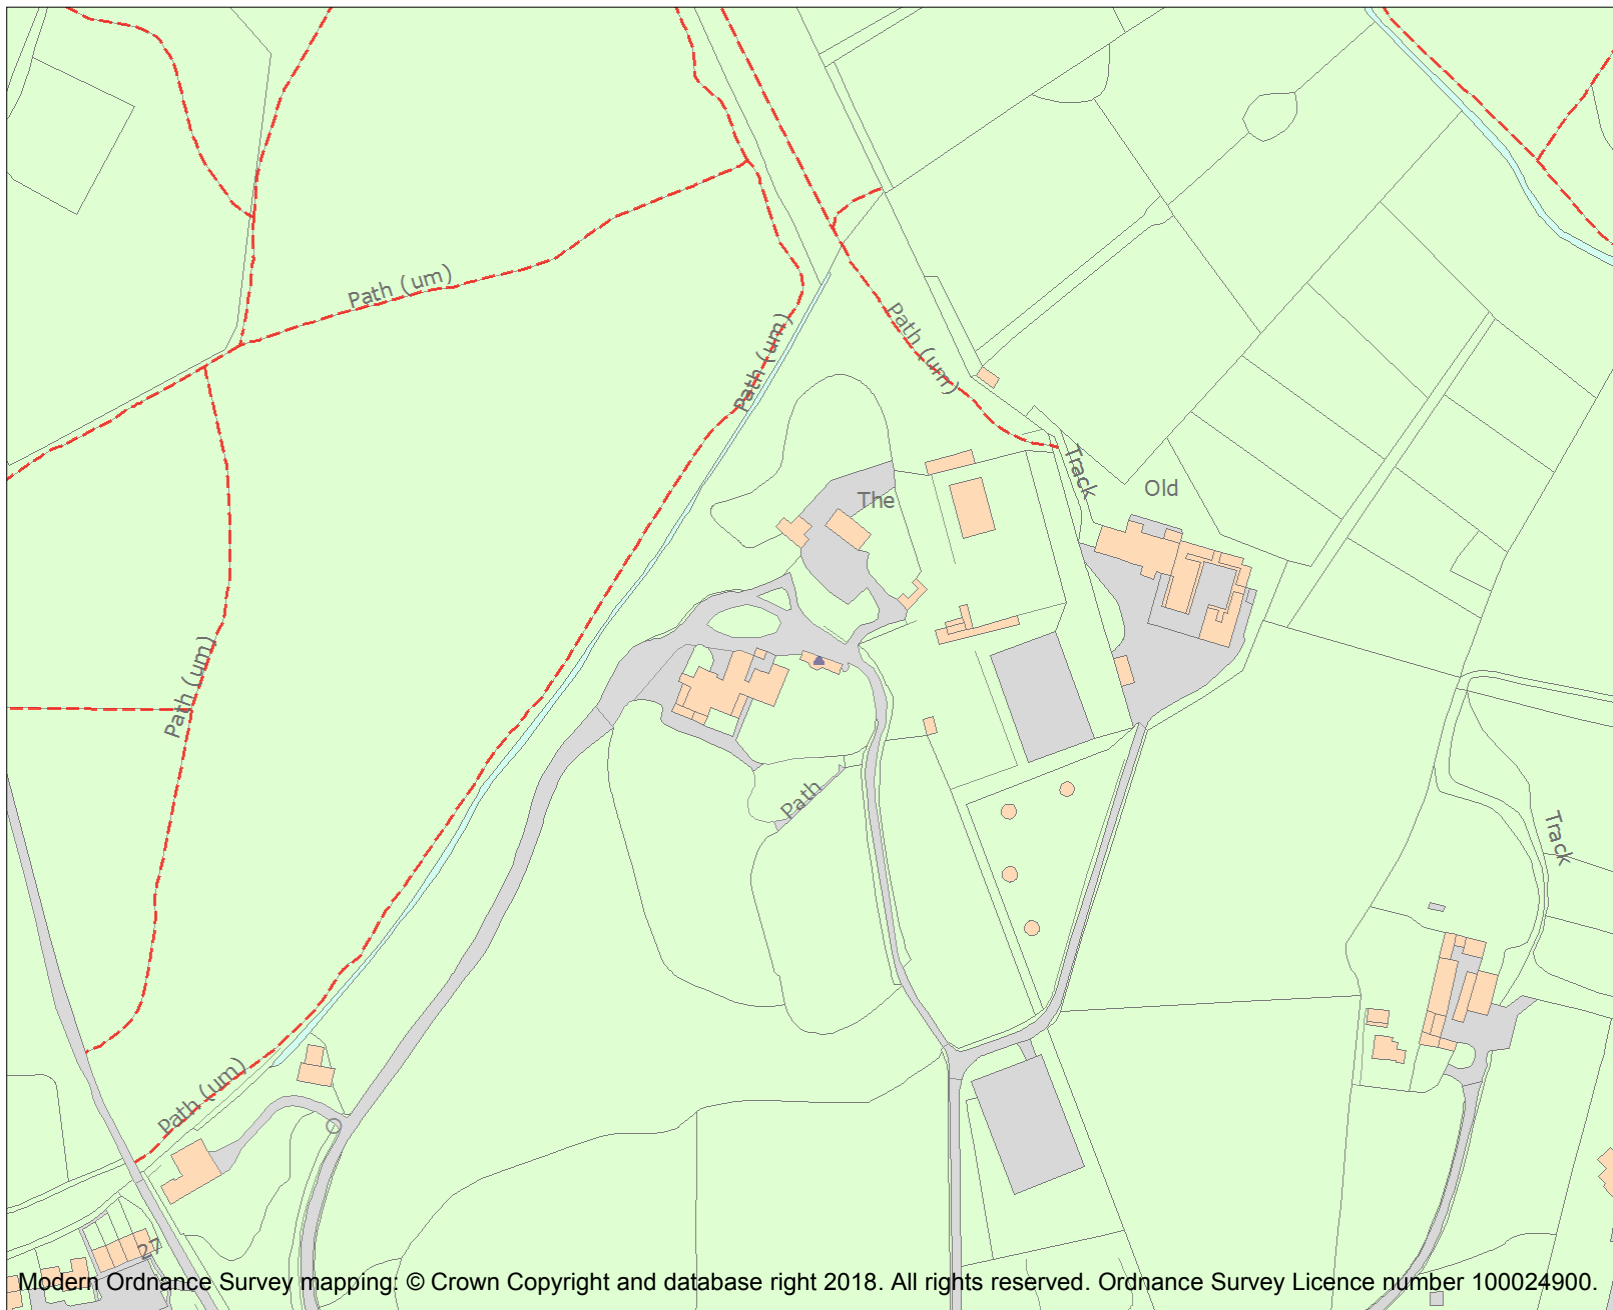 Path (um)
Path (um)
Path (um)
Track
Old
The
Path (um)
Path
Track
Path (um)
27
Modern Ordnance Survey mapping: © Crown Copyright and database right 2018. All rights reserved. Ordnance Survey Licence number 100024900.